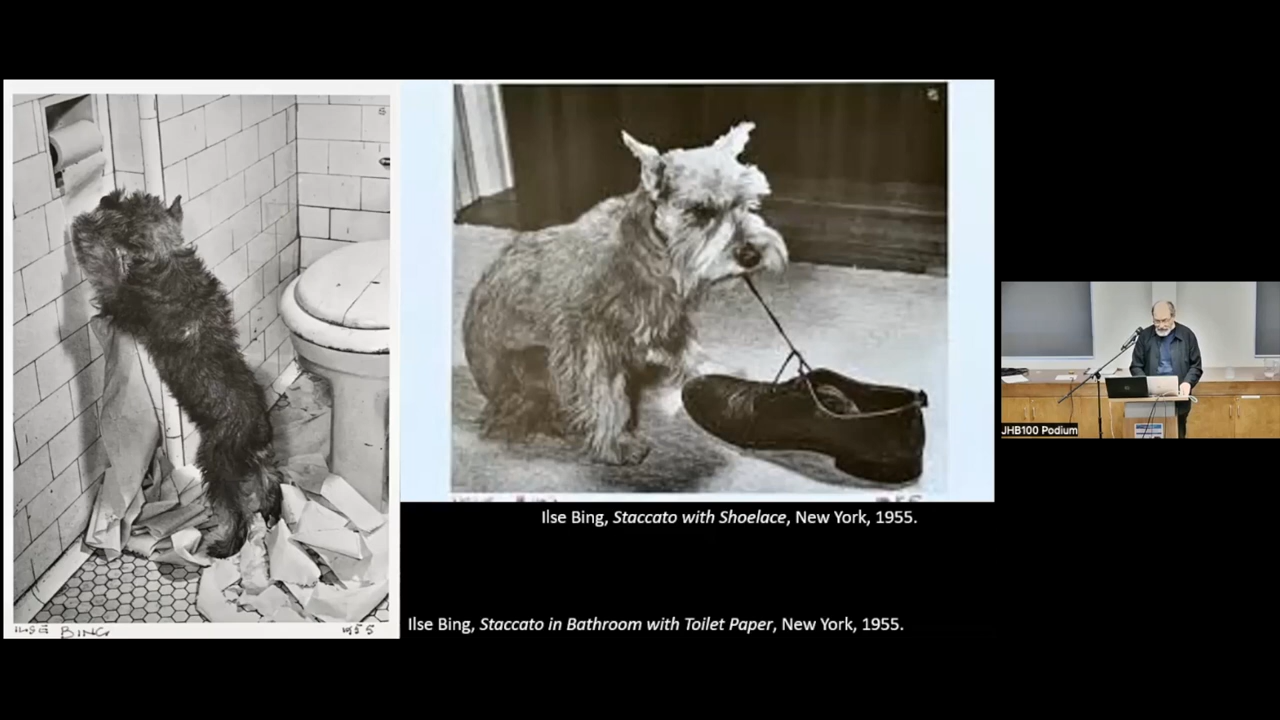 ILSE BING
Ilse Bing, Staccato with Shoelace, New York, 1955.
Ilse Bing, Staccato in Bathroom with Toilet Paper, New York, 1955.
JHB100 Podium